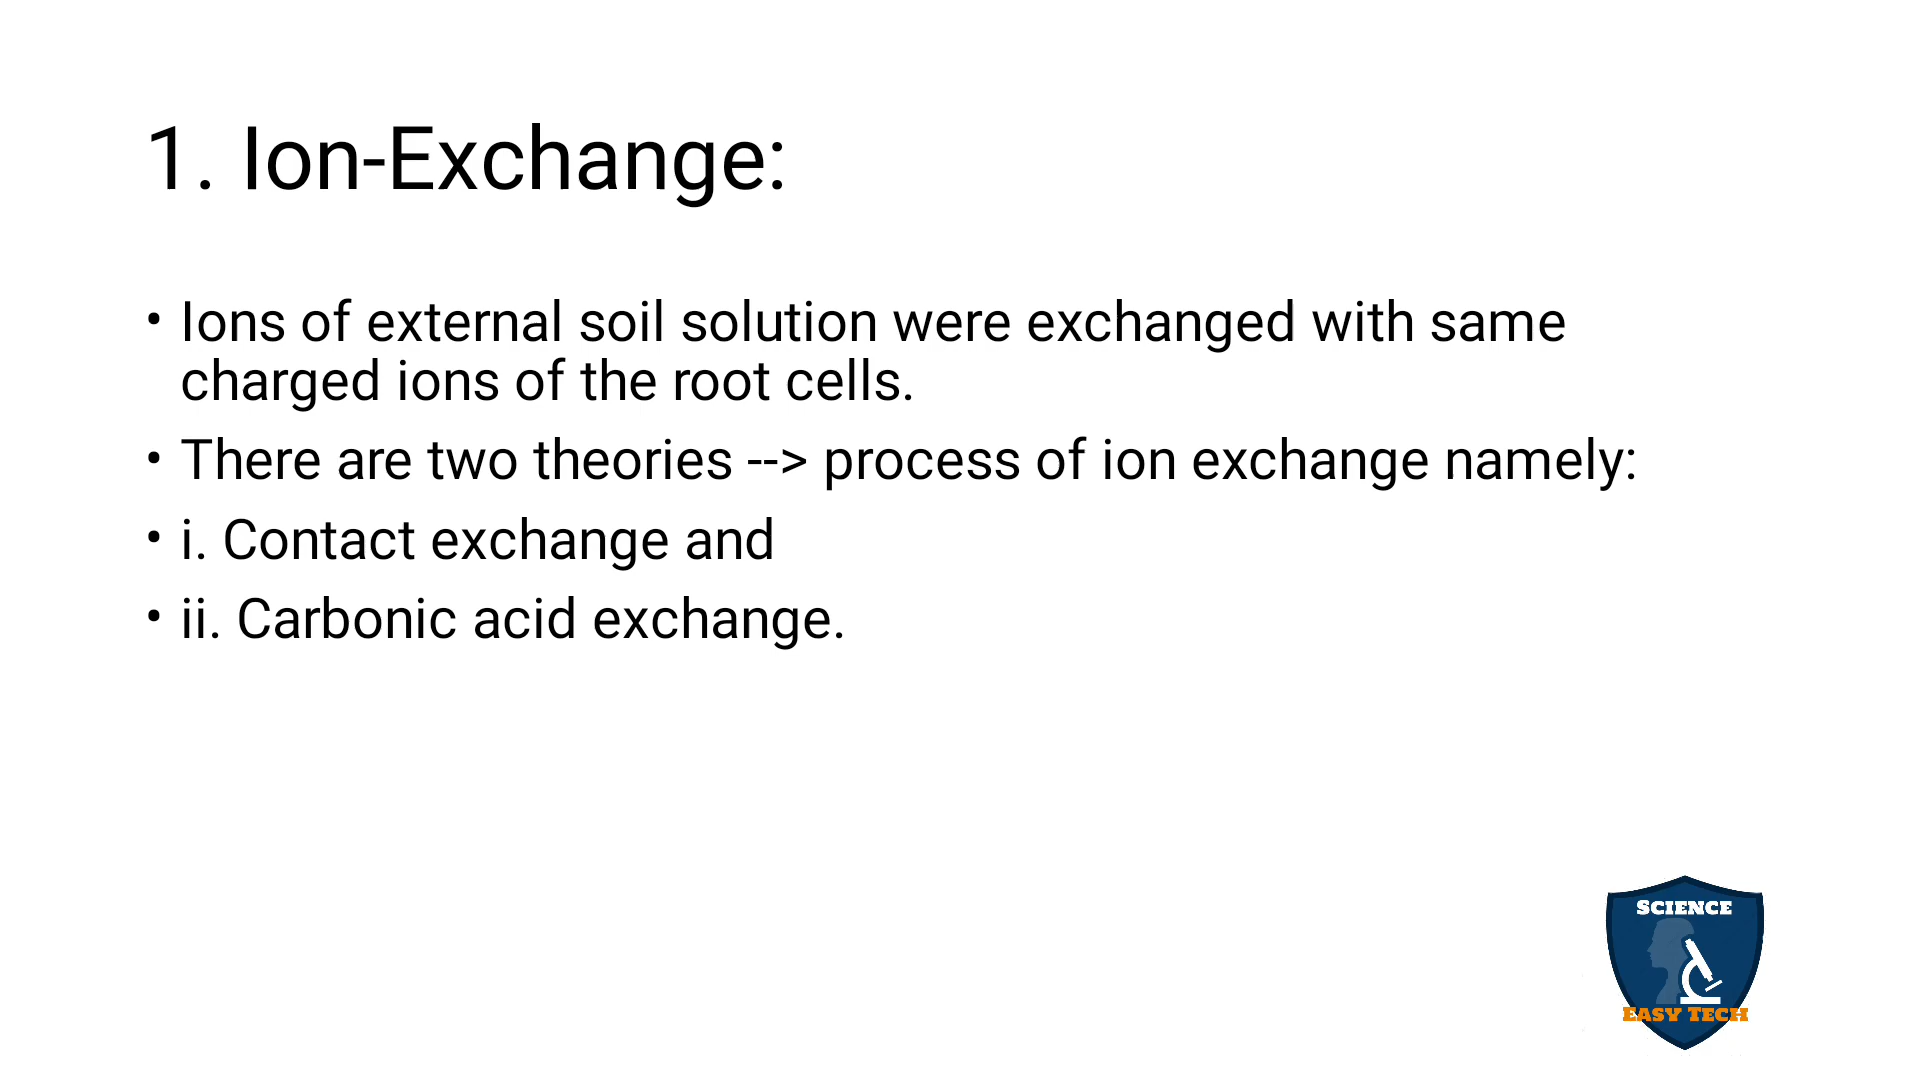 1. Ion-Exchange:
• Ions of external soil solution were exchanged with same
charged ions of the root cells.
• There are two theories --> process of ion exchange namely:
• i. Contact exchange and
• ii. Carbonic acid exchange.
SCIENCE
EASY TECH